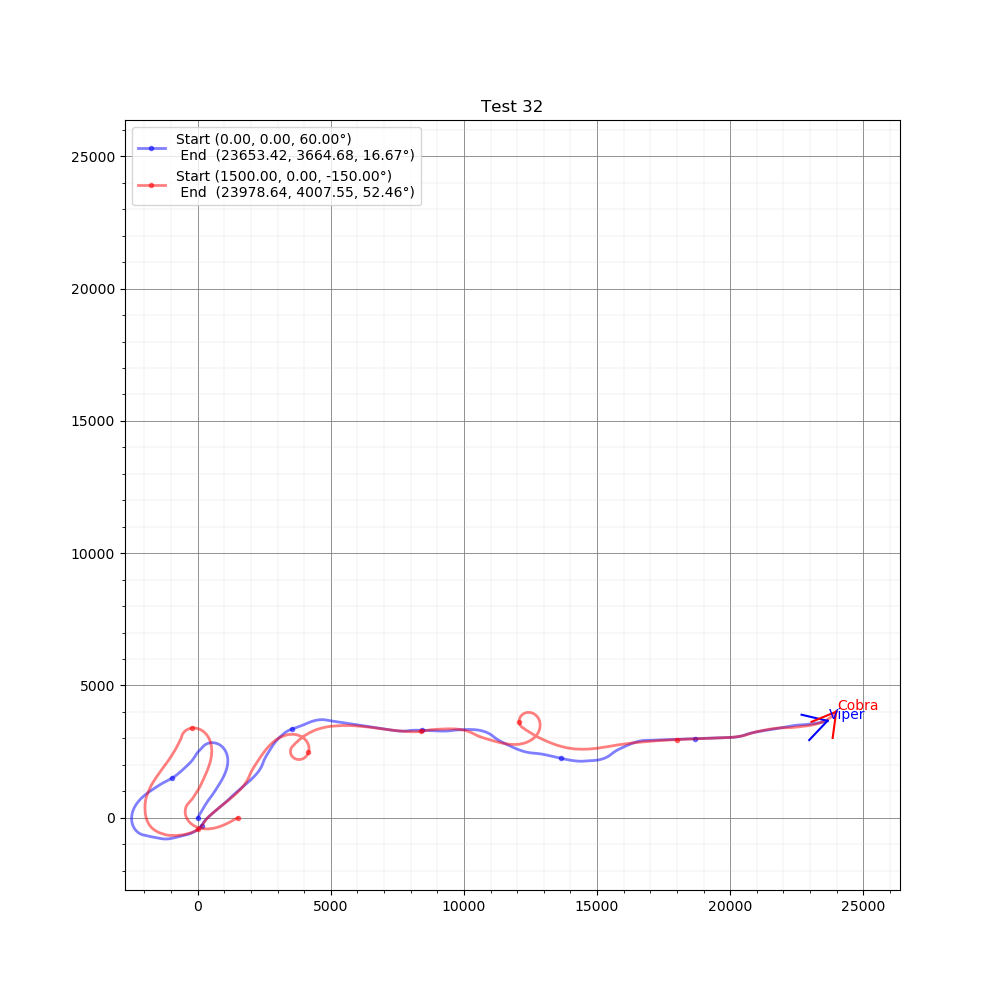 Test 32
Start (0.00, 0.00, 60.00°)
End (23653.42, 3664.68, 16.67°)
Start (1500.00, 0.00, -150.00°)
End (23978.64, 4007.55, 52.46°)
25000
20000
15000
10000
5000
0
Cobra
Viper
0
5000
10000
15000
20000
25000